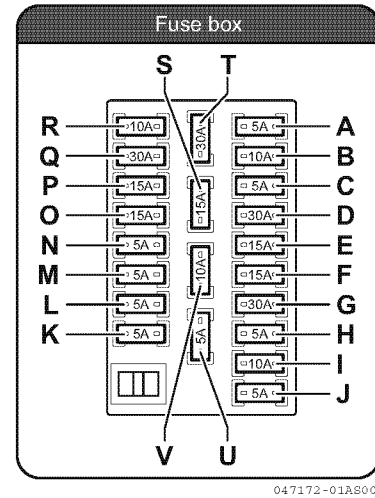 Fuse box
S T
R 10A 30A 5A A
Q 30A 10A B
P 15A 15A 5A C
O 15A 30A D
N 5A 15A E
M 5A 10A 15A F
L 5A 30A G
K 5A 5A 5A H
10A I
5A J
V U
047172-01AS00